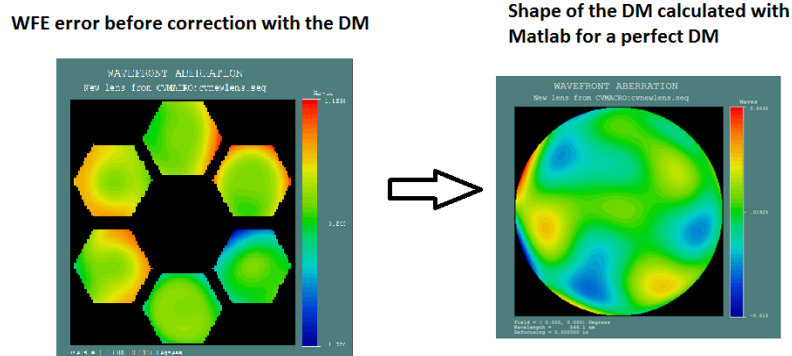 WFE error before correction with the DM
Shape of the DM calculated with
Matlab for a perfect DM
WAVEFRONT ABERRATION
New lens from CVMACRO:cvnewlens.seq
WAVEFRONT ABERRATION
New lens from CVMACRO:cvnewlens.seq
Waves
Field = ( 0.000, 0.000) Degrees
Wavelength =
nm
Defocusing = 0.000000 in